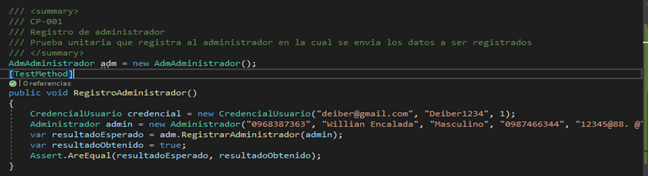 /// <summary>
/// CP-001
/// Registro de administrador
/// Prueba unitaria que registra al administrador en la cual se envia los datos a ser registrados
/// </summary>
AdmAdministrador adm = new AdmAdministrador();
[TestMethod]
| 0 referencias
public void RegistroAdministrador()
{
CredencialUsuario credencial = new CredencialUsuario("deiber@gmail.com", "Deiber1234", 1);
Administrador admin = new Administrador("0968387363", "Willian Encalada", "Masculino", "0987466344", "12345@88. @"
var resultadoEsperado = adm.RegistrarAdministrador(admin);
var resultadoObtenido = true;
Assert.AreEqual(resultadoEsperado, resultadoObtenido);
}